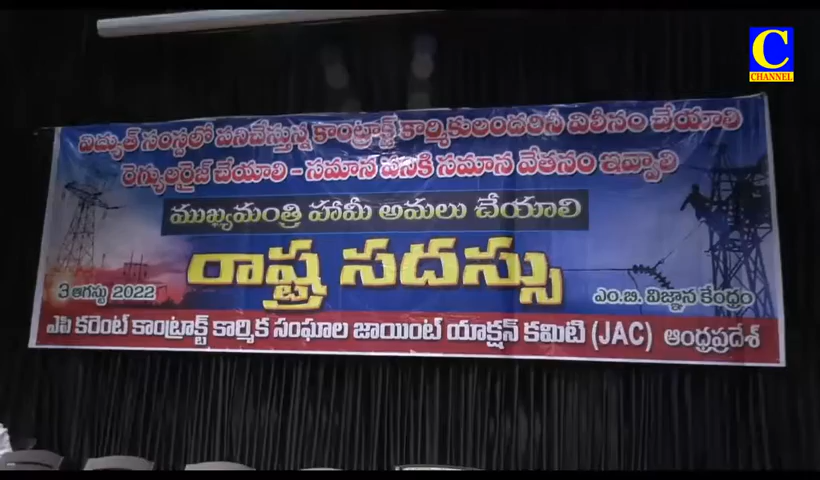 C
CHANNEL
విద్యుత్ సంస్థలో పనిచేస్తున్న కాంట్రాక్ట్ కార్మికులందరినీ విలీనం చేయాలి
రెగ్యులరైజ్ చేయాలి - సమాన పనికి సమాన వేతనం ఇవ్వాలి
ముఖ్యమంత్రి హామీ అమలు చేయాలి
రాష్ట్ర సదస్సు
3 ఆగస్టు 2022
ఎం.బి. విజ్ఞాన కేంద్రం
ఎపి కరెంట్ కాంట్రాక్ట్ కార్మిక సంఘాల జాయింట్ యాక్షన్ కమిటి (JAC) ఆంధ్రప్రదేశ్